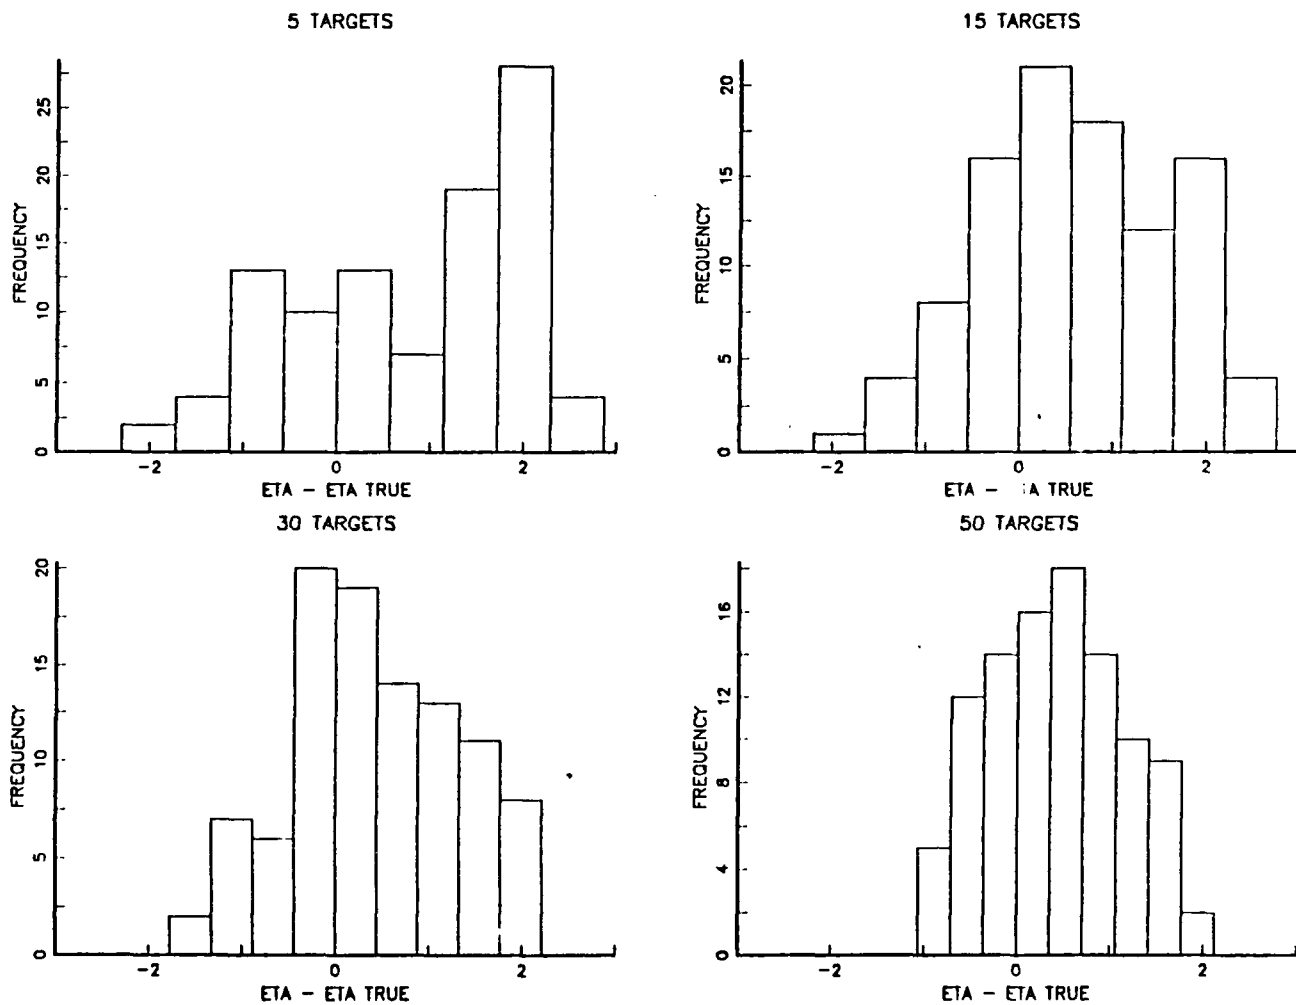 5 TARGETS
FREQUENCY
0 5 10 15 20 25
-2 0 2
ETA - ETA TRUE
15 TARGETS
FREQUENCY
0 5 10 15 20
-2 0 2
ETA - A TRUE
30 TARGETS
FREQUENCY
0 5 10 15 20
-2 0 2
ETA - ETA TRUE
50 TARGETS
FREQUENCY
0 4 8 12 16
-2 0 2
ETA - ETA TRUE